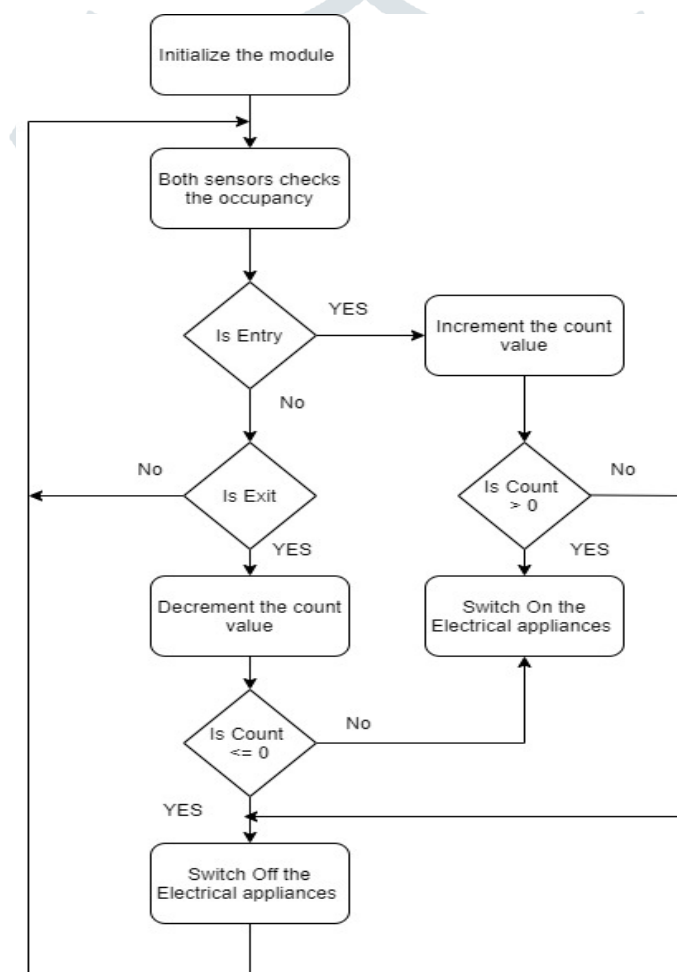 Initialize the module
Both sensors checks
the occupancy
Is Entry
YES
Increment the count
value
No
Is Exit
No
Is Count
> 0
No
YES
YES
Decrement the count
value
Switch On the
Electrical appliances
Is Count
<= 0
No
YES
Switch Off the
Electrical appliances